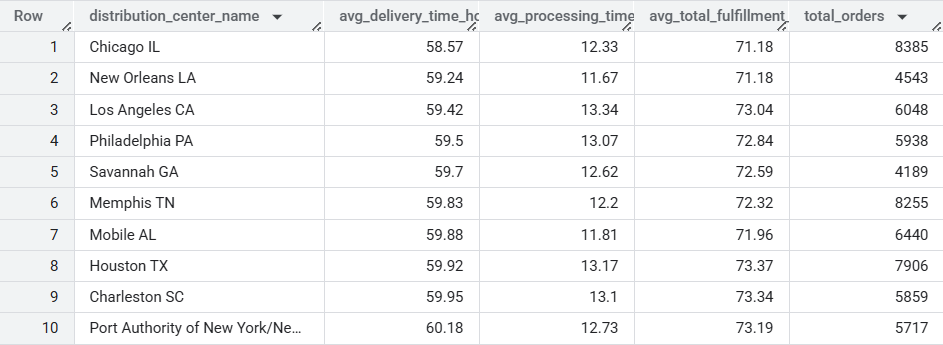 Row distribution_center_name avg_delivery_time_ho avg_processing_time avg_total_fulfillment_ total_orders
1 Chicago IL 58.57 12.33 71.18 8385
2 New Orleans LA 59.24 11.67 71.18 4543
3 Los Angeles CA 59.42 13.34 73.04 6048
4 Philadelphia PA 59.5 13.07 72.84 5938
5 Savannah GA 59.7 12.62 72.59 4189
6 Memphis TN 59.83 12.2 72.32 8255
7 Mobile AL 59.88 11.81 71.96 6440
8 Houston TX 59.92 13.17 73.37 7906
9 Charleston SC 59.95 13.1 73.34 5859
10 Port Authority of New York/Ne… 60.18 12.73 73.19 5717